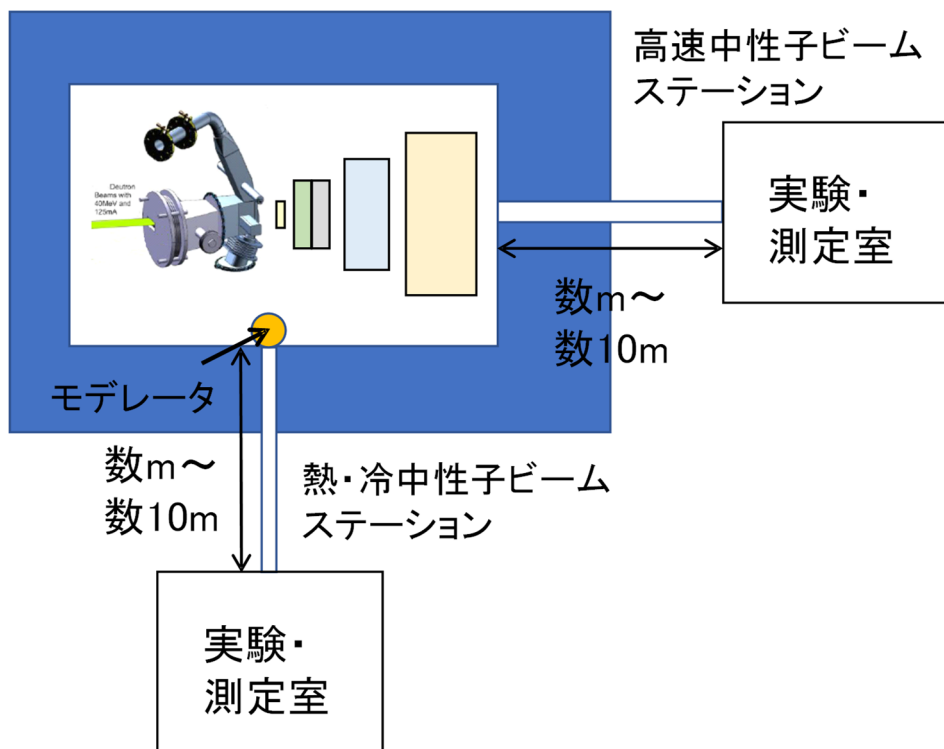 高速中性子ビーム
ステーション
Deutron
Beams with
40MeV and
125mA
実験・
測定室
数m～
数10m
モデレータ
数m～
数10m
熱・冷中性子ビーム
ステーション
実験・
測定室